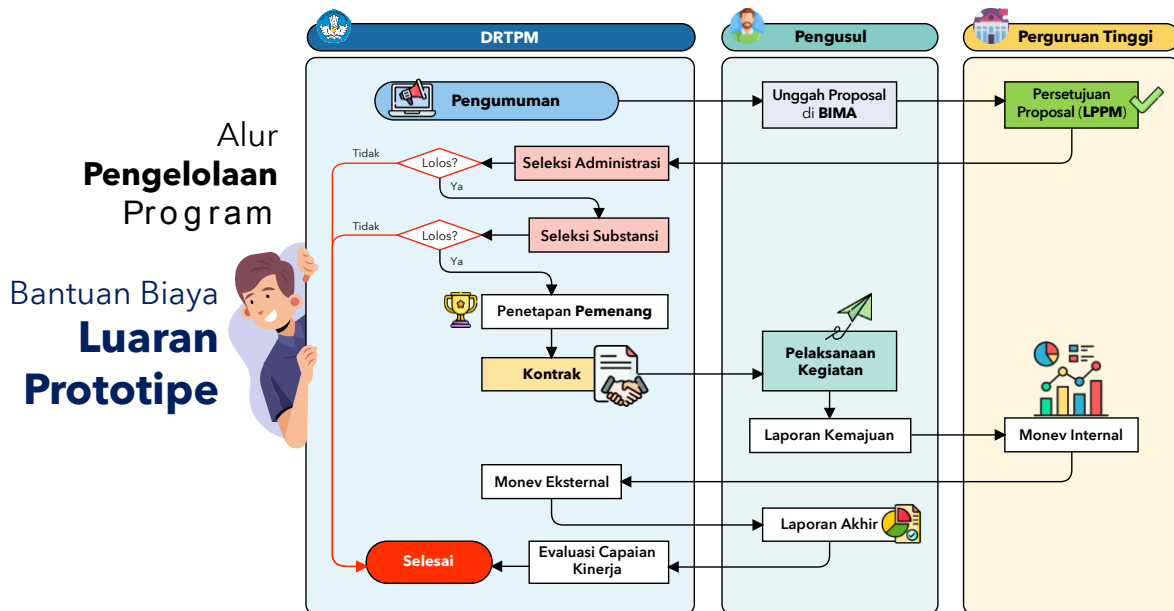 Alur
Pengelolaan
Program
Bantuan Biaya
Luaran
Prototipe
DRTPM
Pengusul
Perguruan Tinggi
Pengumuman
Unggah Proposal
di BIMA
Persetujuan
Proposal (LPPM)
Tidak
Lolos?
Seleksi Administrasi
Ya
Tidak
Lolos?
Seleksi Substansi
Ya
Penetapan Pemenang
Kontrak
Pelaksanaan
Kegiatan
Laporan Kemajuan
Monev Internal
Monev Eksternal
Laporan Akhir
Evaluasi Capaian
Kinerja
Selesai